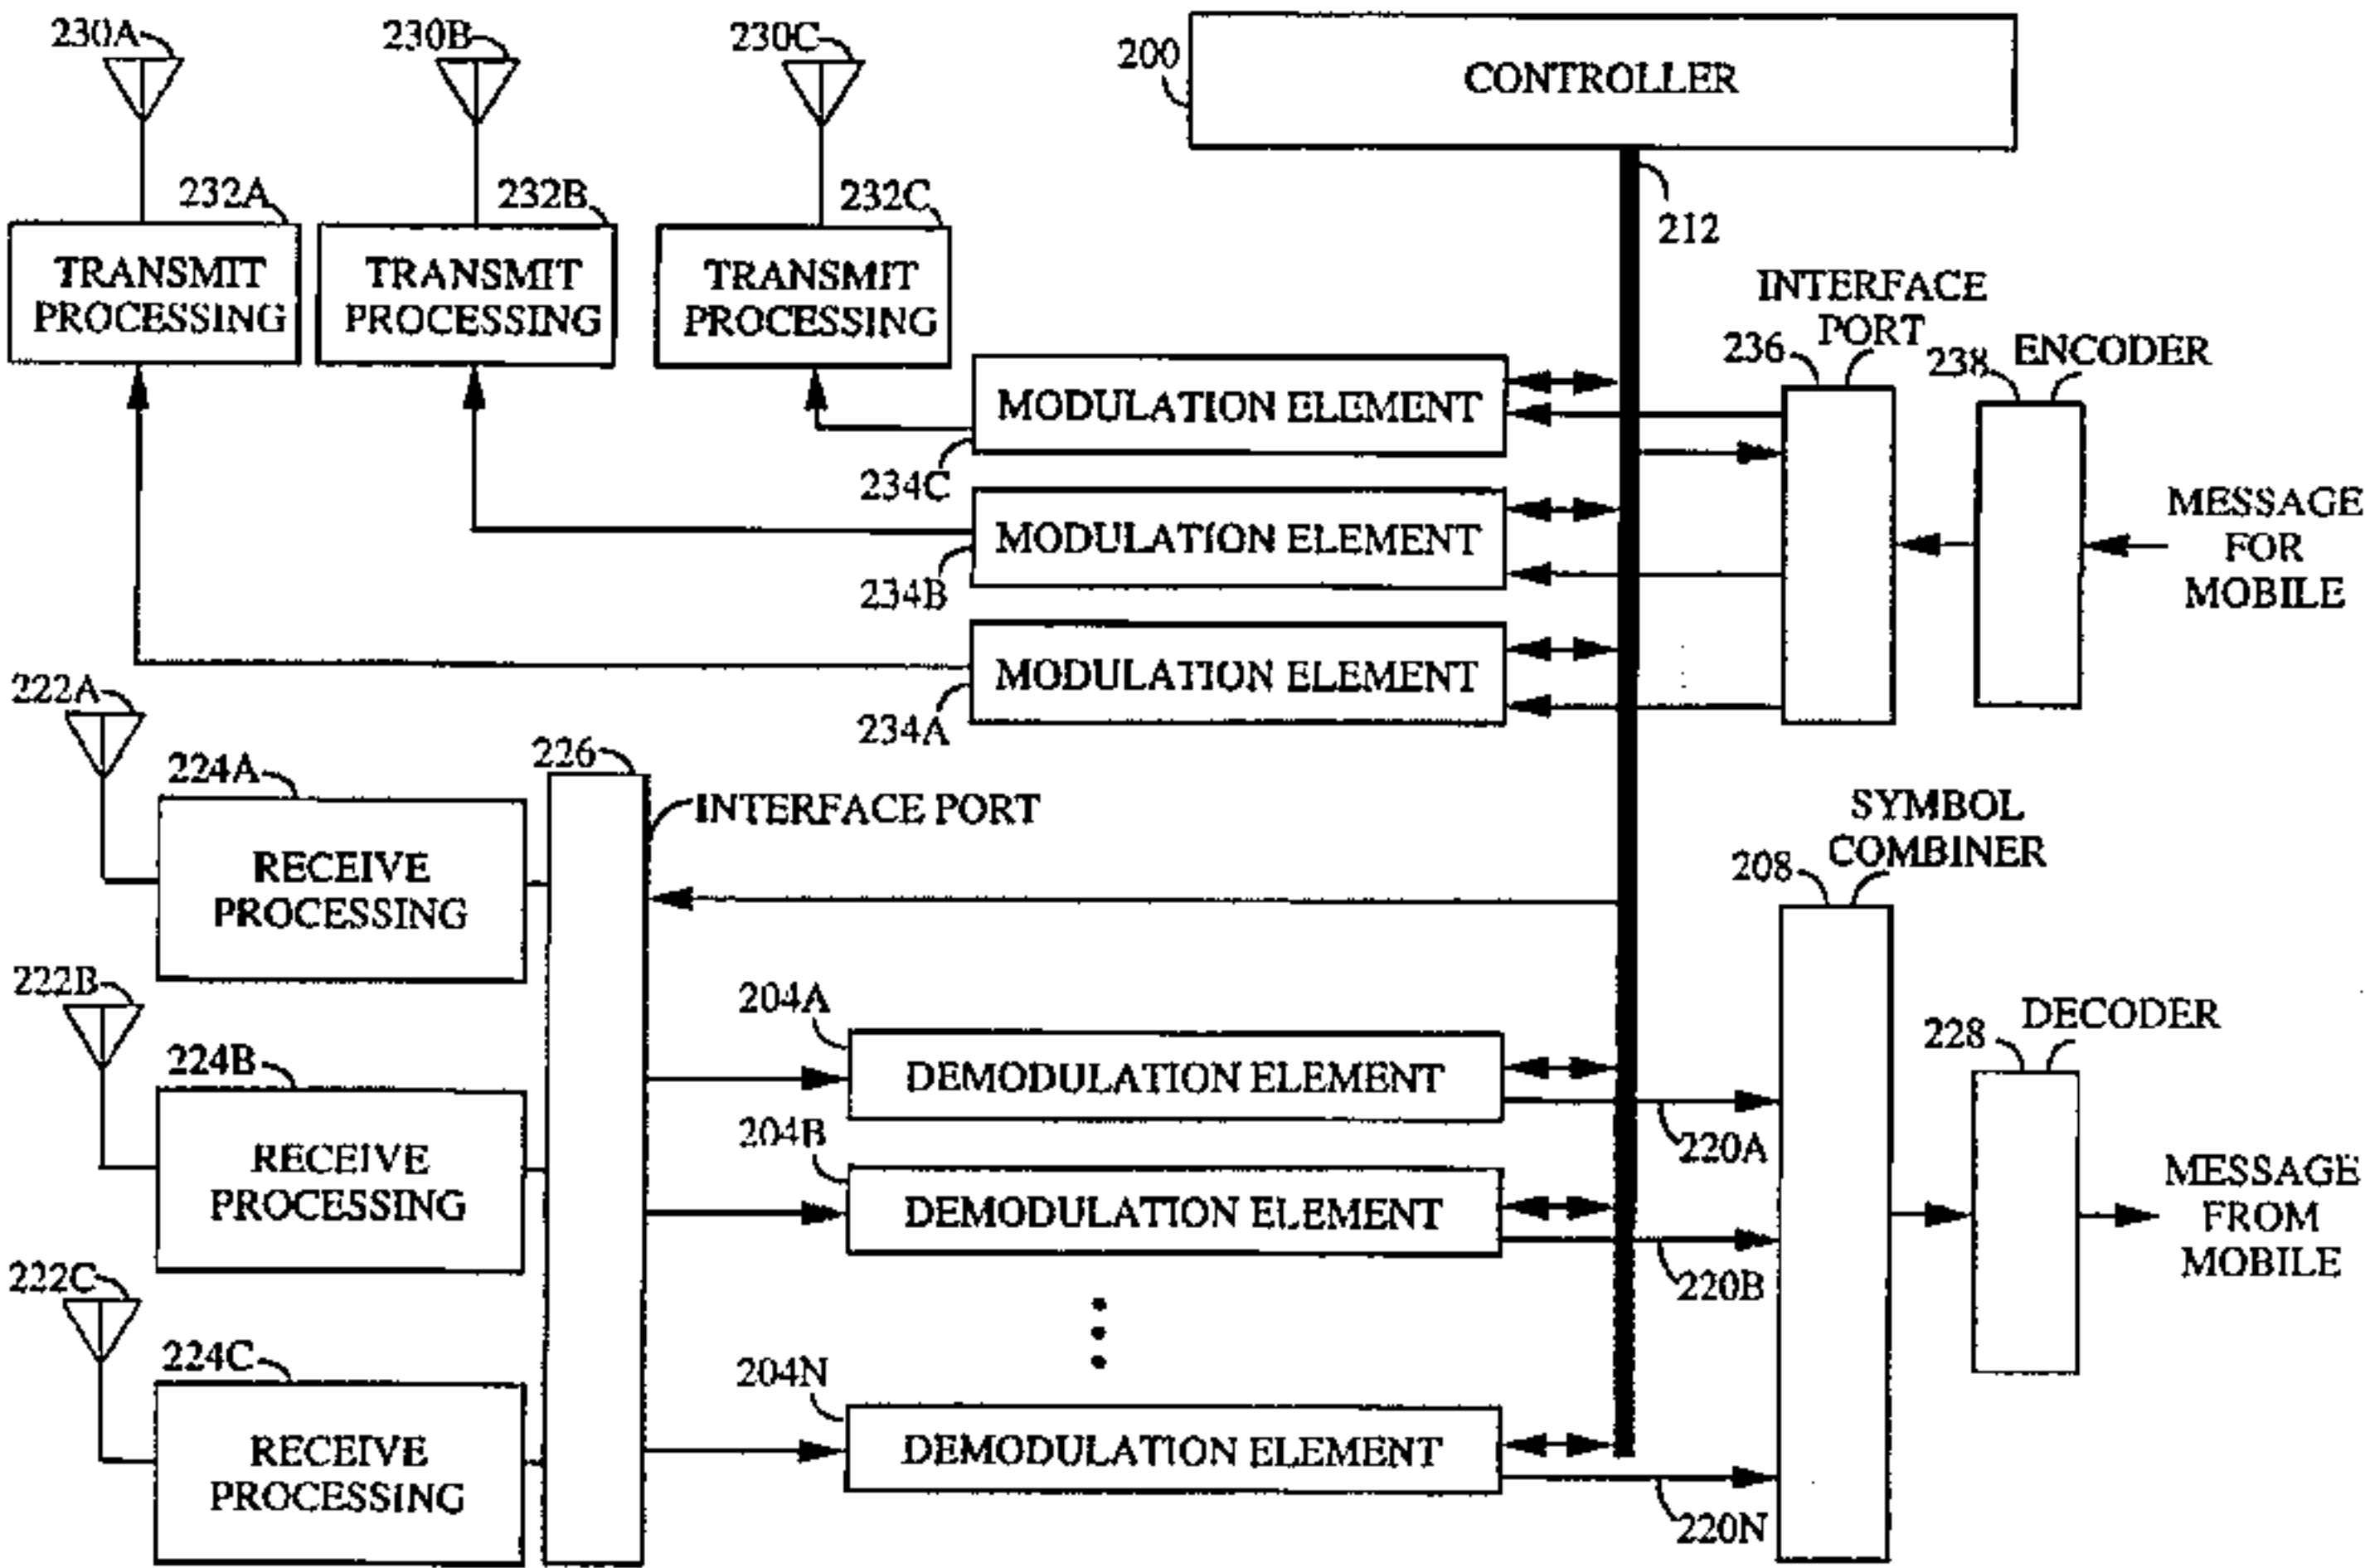 230A
230B
230C
200
CONTROLLER
232A
232B
232C
212
TRANSMIT
PROCESSING
TRANSMIT
PROCESSING
TRANSMIT
PROCESSING
INTERFACE
PORT
236
238
ENCODER
MODULATION ELEMENT
234C
MODULATION ELEMENT
234B
MESSAGE
FOR
MOBILE
MODULATION ELEMENT
234A
222A
224A
226
INTERFACE PORT
RECEIVE
PROCESSING
SYMBOL
COMBINER
208
222B
224B
204A
DEMODULATION ELEMENT
220A
228
DECODER
RECEIVE
PROCESSING
204B
DEMODULATION ELEMENT
220B
MESSAGE
FROM
MOBILE
222C
224C
204N
RECEIVE
PROCESSING
DEMODULATION ELEMENT
220N